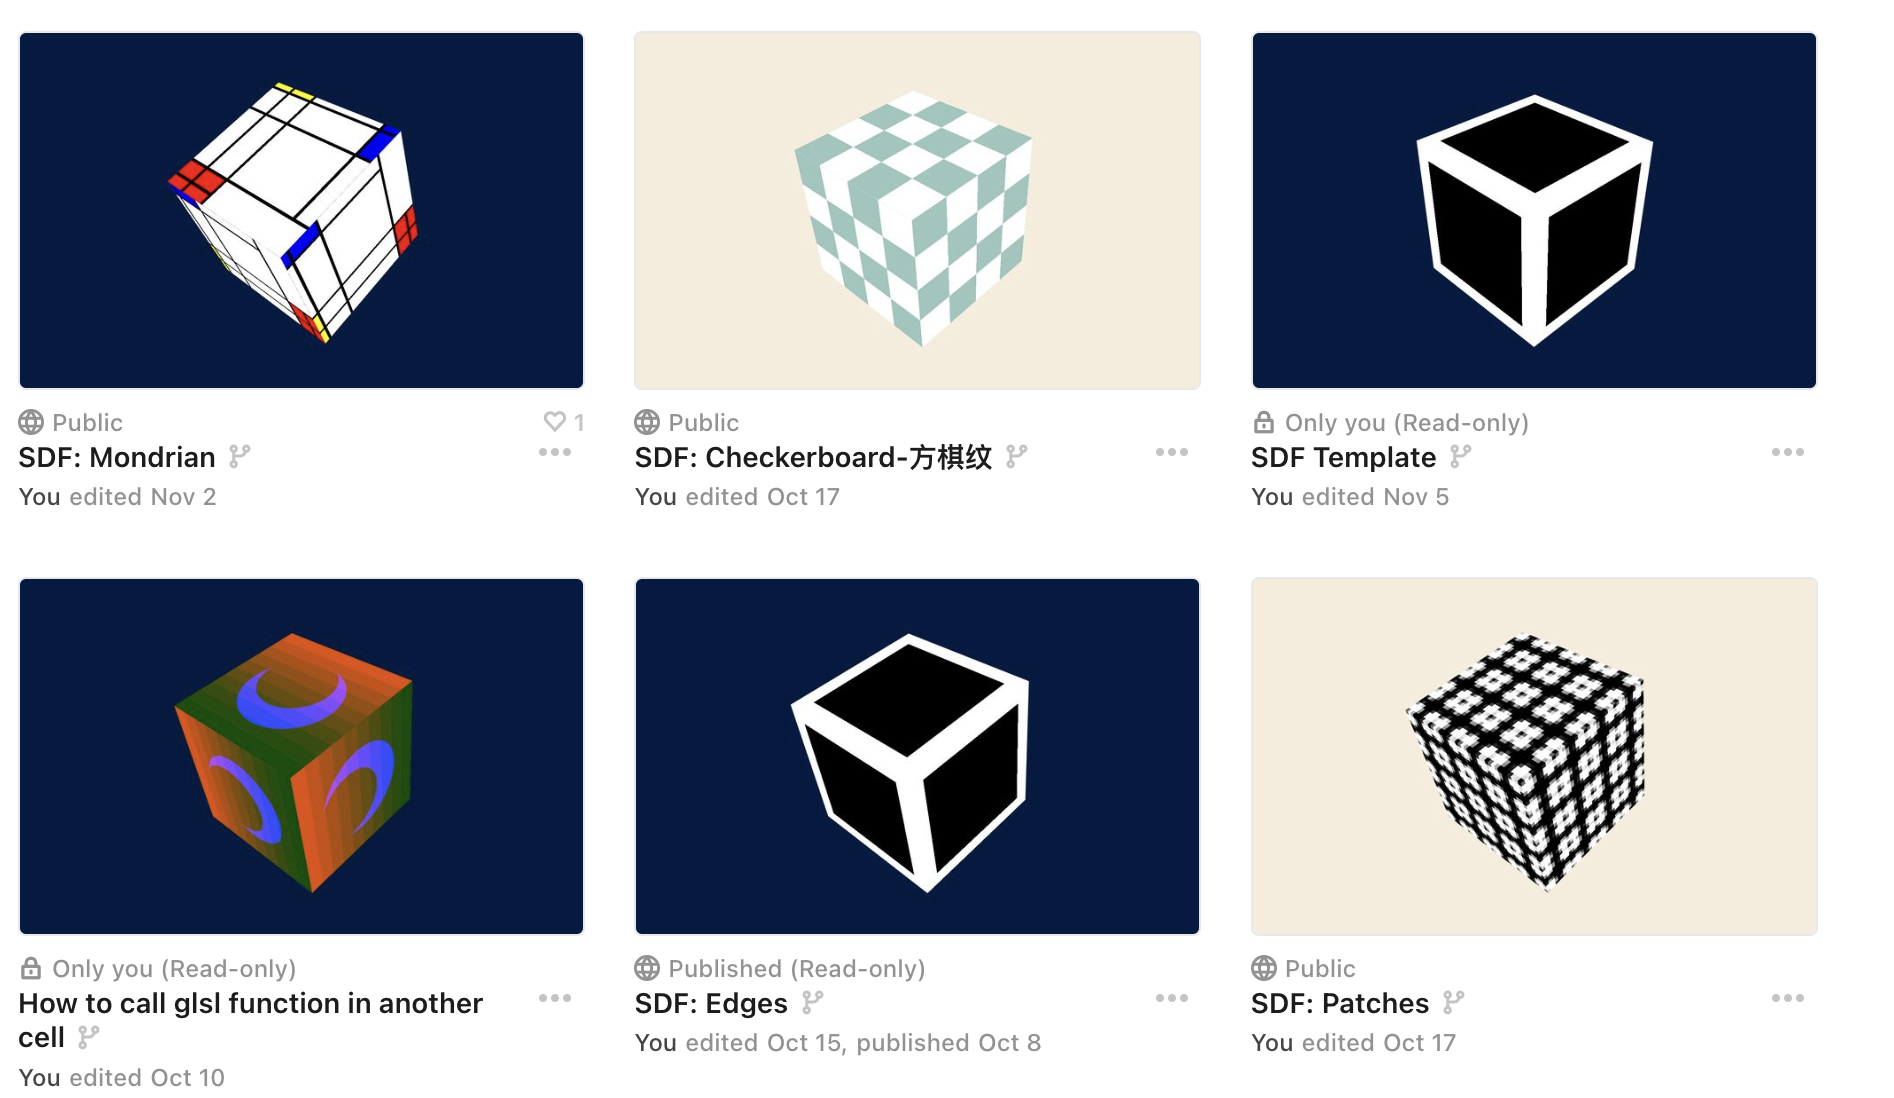 Public 1
SDF: Mondrian
You edited Nov 2
Public
SDF: Checkerboard-方棋纹
You edited Oct 17
Only you (Read-only)
SDF Template
You edited Nov 5
Only you (Read-only)
How to call glsl function in another
cell
You edited Oct 10
Published (Read-only)
SDF: Edges
You edited Oct 15, published Oct 8
Public
SDF: Patches
You edited Oct 17